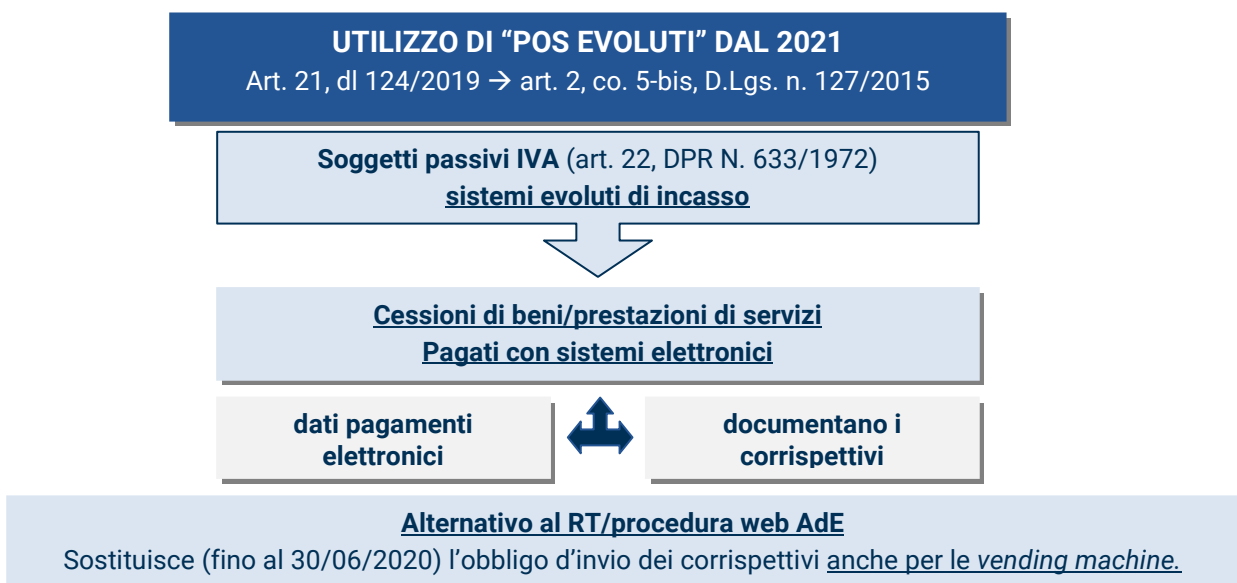 UTILIZZO DI “POS EVOLUTI” DAL 2021
Art. 21, dl 124/2019 → art. 2, co. 5-bis, D.Lgs. n. 127/2015
Soggetti passivi IVA (art. 22, DPR N. 633/1972)
sistemi evoluti di incasso
Cessioni di beni/prestazioni di servizi
Pagati con sistemi elettronici
dati pagamenti
elettronici
documentano i
corrispettivi
Alternativo al RT/procedura web AdE
Sostituisce (fino al 30/06/2020) l’obbligo d’invio dei corrispettivi anche per le vending machine.